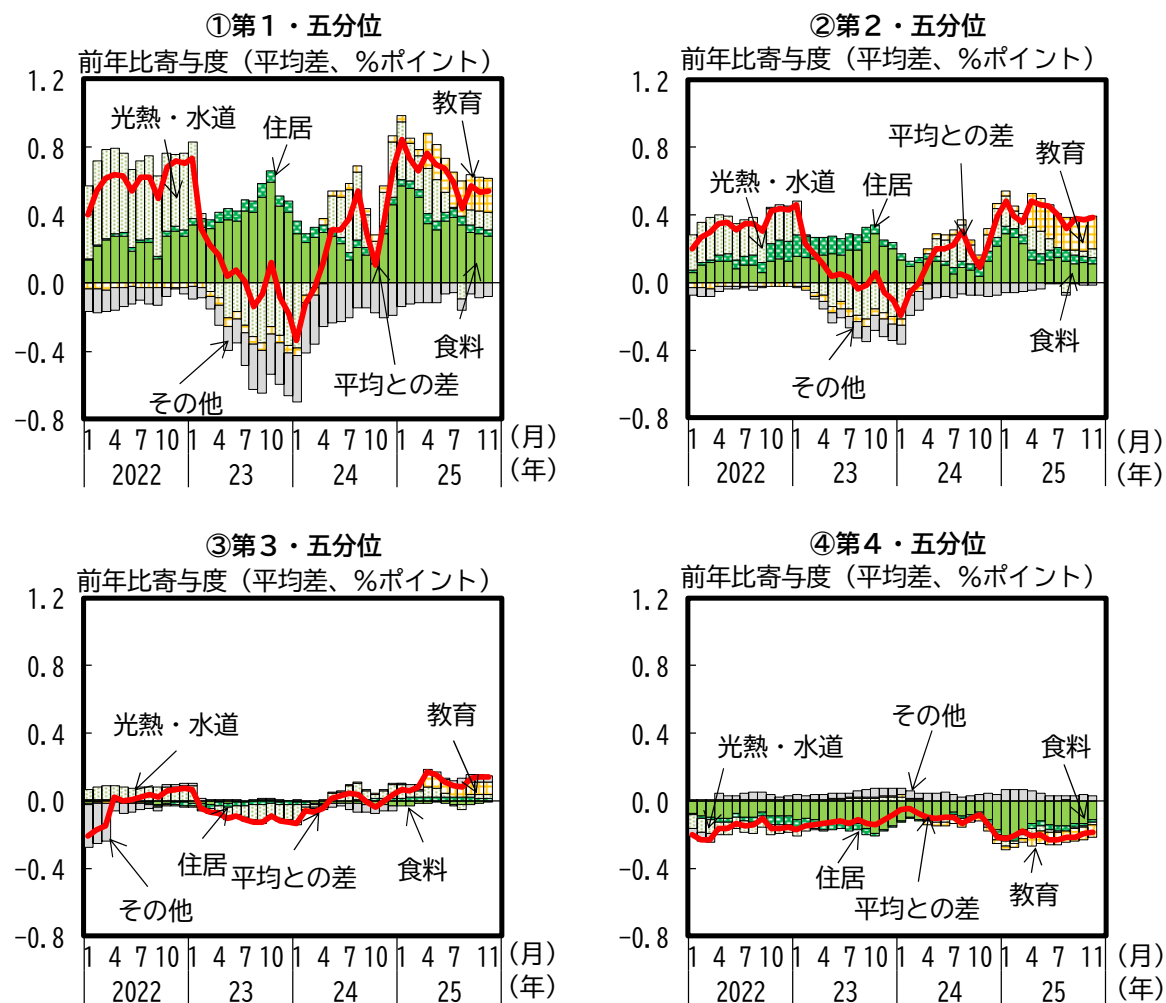 ①第１・五分位
前年比寄与度（平均差、％ポイント）
1.2
0.8
0.4
0.0
-0.4
-0.8
光熱・水道
住居
教育
その他
平均との差
食料
1 4 7 10 1 4 7 10 1 4 7 10 1 4 7 11 (月)
2022 23 24 25 (年)
②第２・五分位
前年比寄与度（平均差、％ポイント）
1.2
0.8
0.4
0.0
-0.4
-0.8
平均との差
光熱・水道
住居
教育
その他
食料
1 4 7 10 1 4 7 10 1 4 7 10 1 4 7 11 (月)
2022 23 24 25 (年)
③第３・五分位
前年比寄与度（平均差、％ポイント）
1.2
0.8
0.4
0.0
-0.4
-0.8
光熱・水道
教育
住居
平均との差
食料
その他
1 4 7 10 1 4 7 10 1 4 7 10 1 4 7 11 (月)
2022 23 24 25 (年)
④第４・五分位
前年比寄与度（平均差、％ポイント）
1.2
0.8
0.4
0.0
-0.4
-0.8
その他
光熱・水道
食料
住居
平均との差
教育
1 4 7 10 1 4 7 10 1 4 7 10 1 4 7 11 (月)
2022 23 24 25 (年)